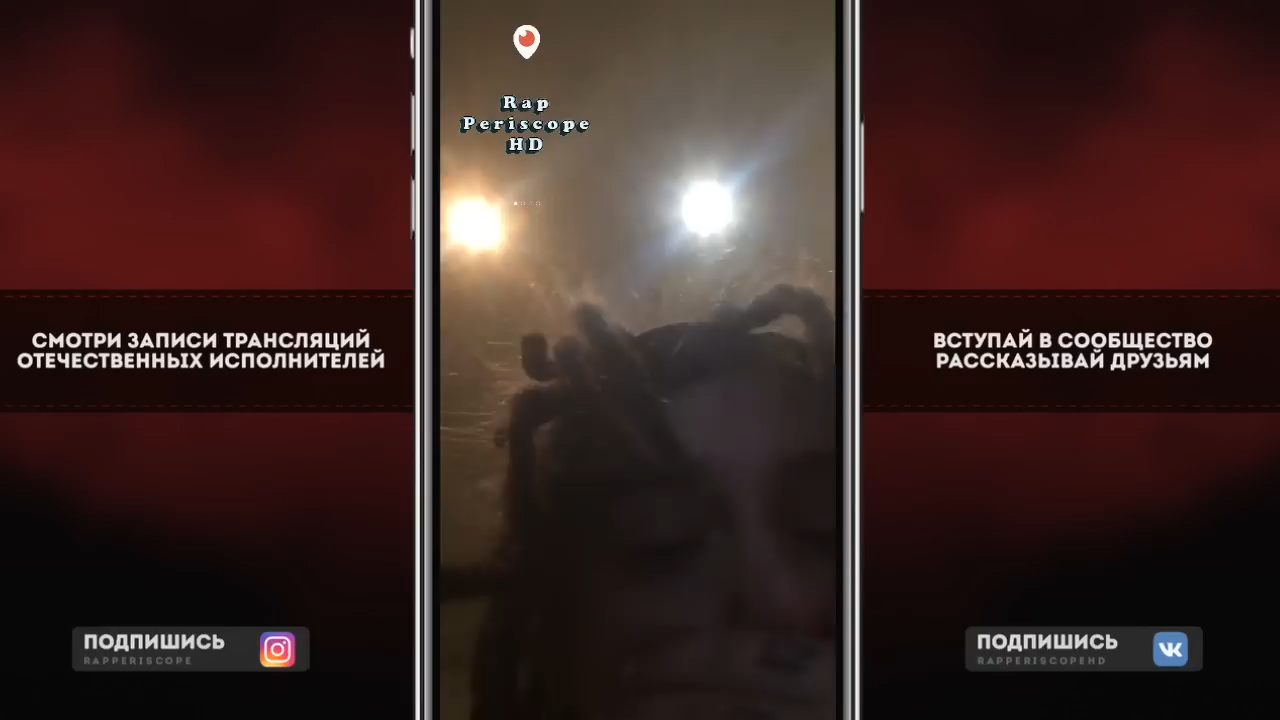 Rap
Periscope
HD
СМОТРИ ЗАПИСИ ТРАНСЛЯЦИЙ
ОТЕЧЕСТВЕННЫХ ИСПОЛНИТЕЛЕЙ
ВСТУПАЙ В СООБЩЕСТВО
РАССКАЗЫВАЙ ДРУЗЬЯМ
ПОДПИШИСЬ
RAPPERISCOPE
ПОДПИШИСЬ
RAPPERISCOPEHD